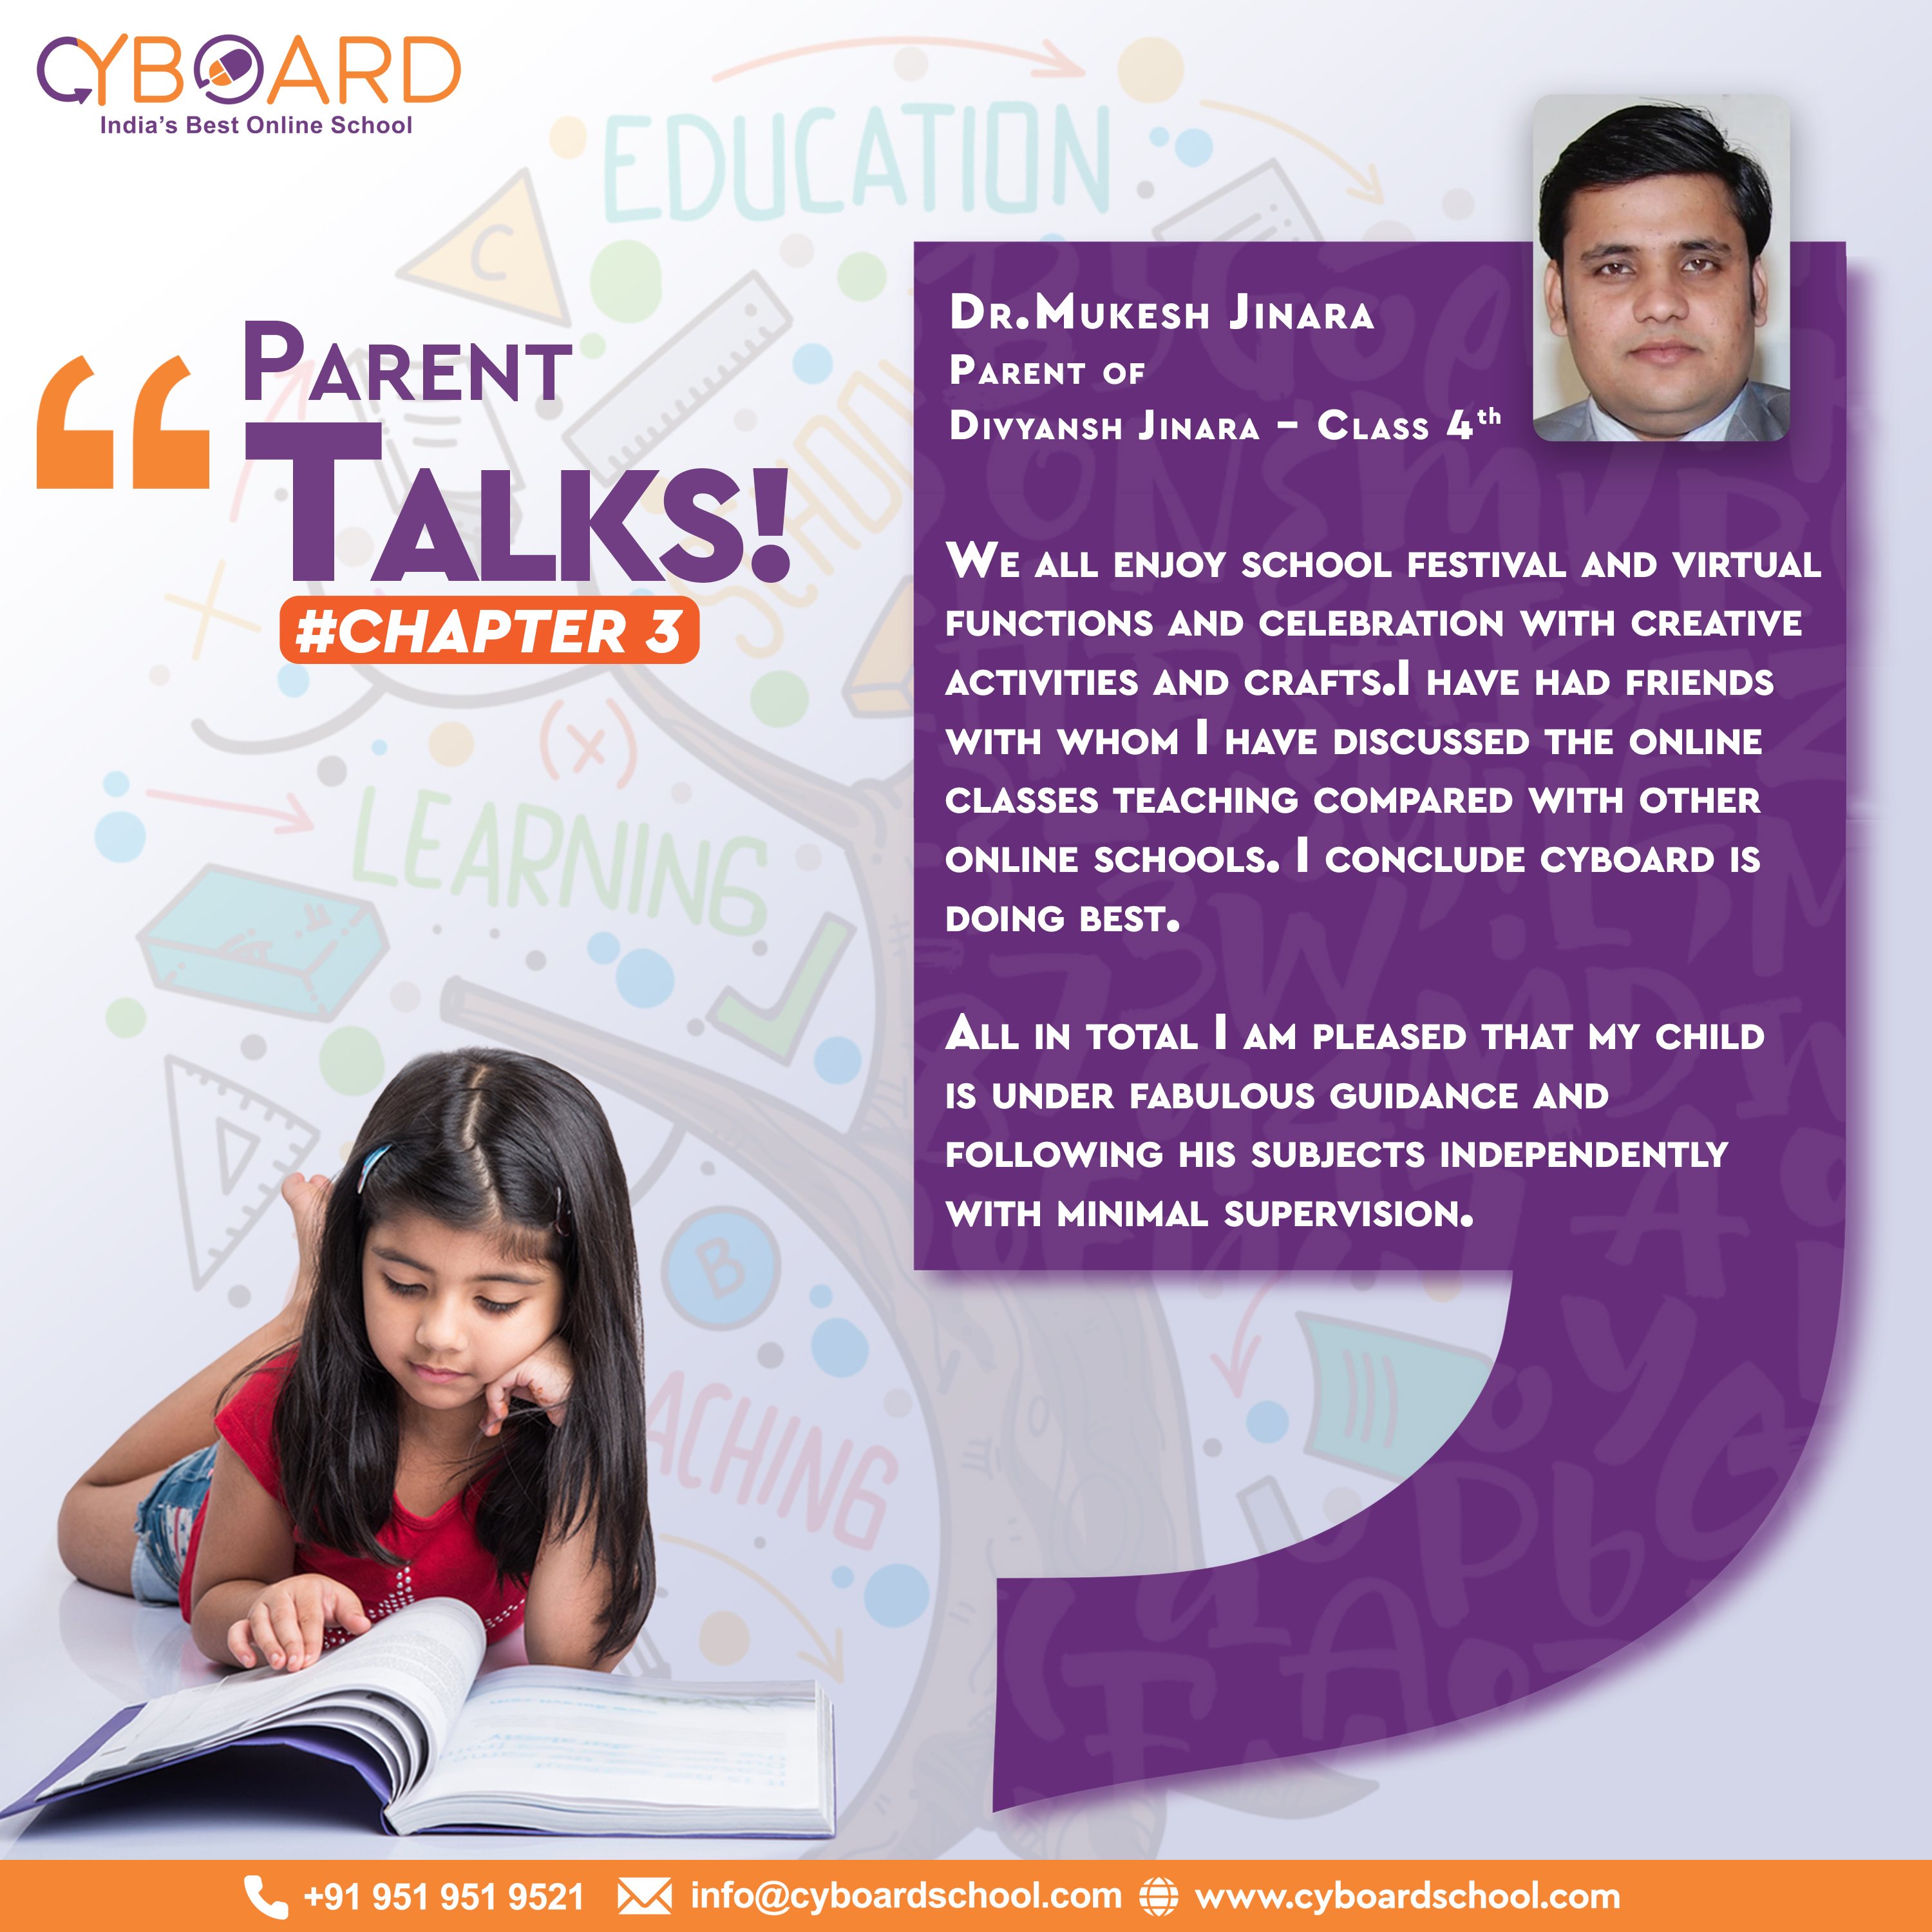 CYBOARD
India's Best Online School
EDUCATION
C
SCHOOL
Parent
Talks!
#CHAPTER 3
(x)
LEARNING
B
ACHING
Dr.Mukesh Jinara
Parent of
Divyansh Jinara – Class 4th
We all enjoy school festival and virtual
functions and celebration with creative
activities and crafts.I have had friends
with whom I have discussed the online
classes teaching compared with other
online schools. I conclude cyboard is
doing best.
All in total I am pleased that my child
is under fabulous guidance and
following his subjects independently
with minimal supervision.
+91 951 951 9521
info@cyboardschool.com
www.cyboardschool.com